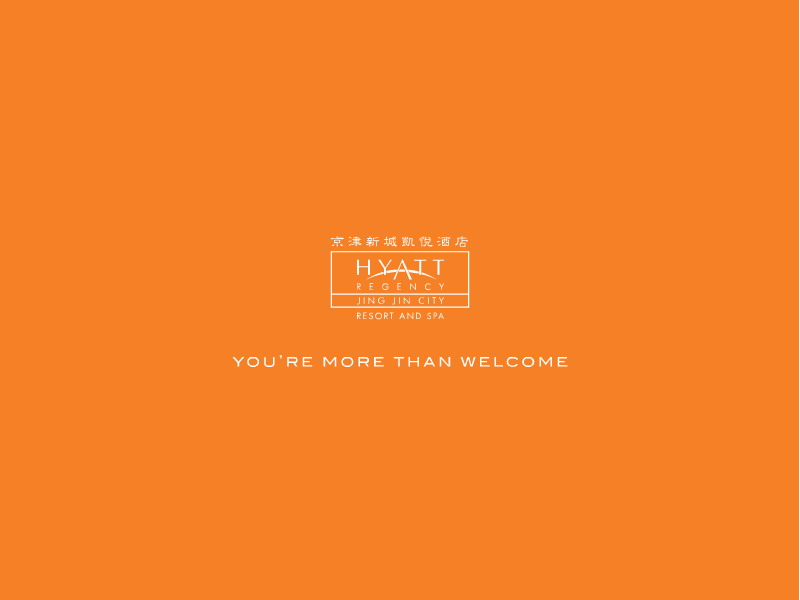 京津新城凯悦酒店
HYATT
REGENCY
JING JIN CITY
RESORT AND SPA
YOU'RE MORE THAN WELCOME